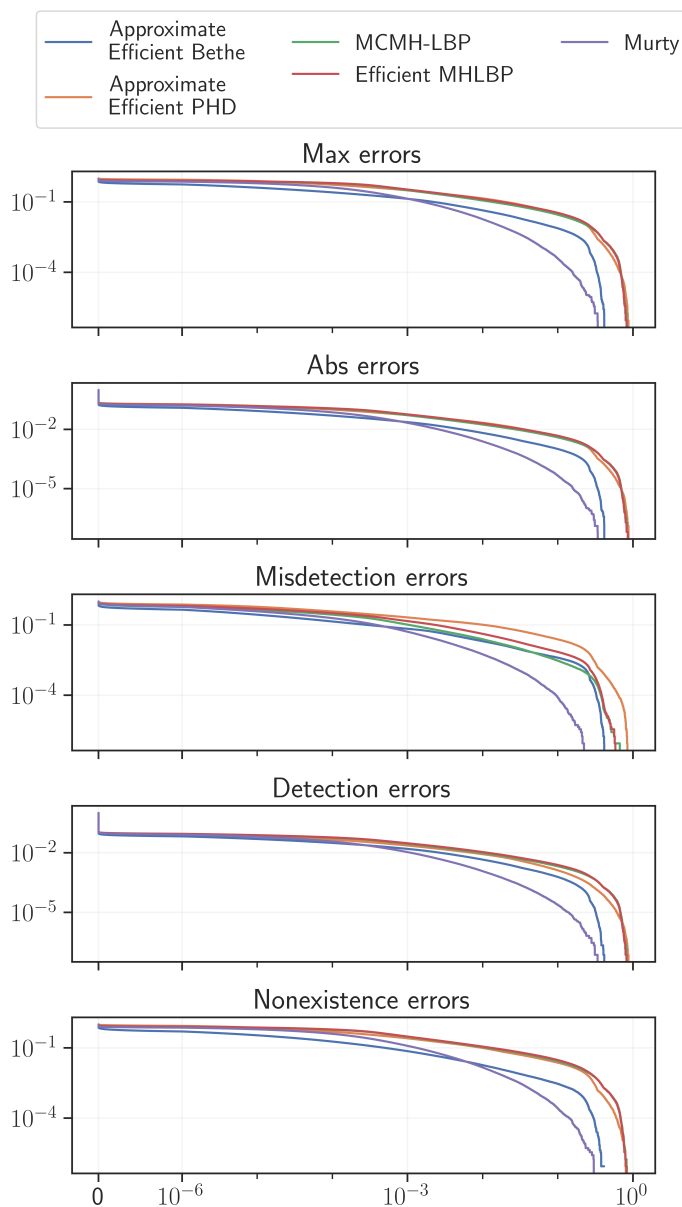 Approximate
Efficient Bethe
Approximate
Efficient PHD
MCMH-LBP
Efficient MHLBP
Murty
Max errors
10⁻¹
10⁻⁴
Abs errors
10⁻²
10⁻⁵
Misdetection errors
10⁻¹
10⁻⁴
Detection errors
10⁻²
10⁻⁵
Nonexistence errors
10⁻¹
10⁻⁴
0 10⁻⁶ 10⁻³ 10⁰